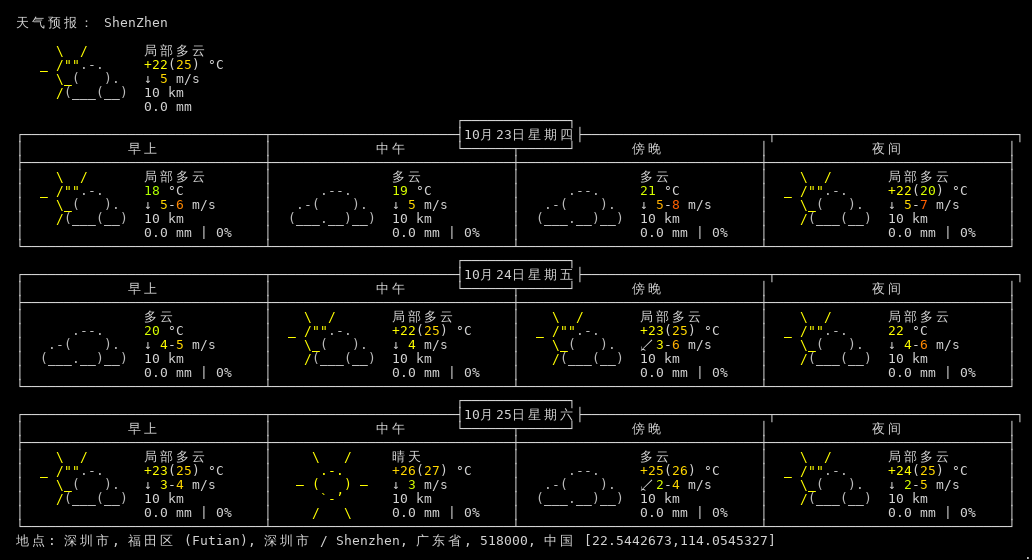 天气预报： ShenZhen
局部多云
+22(25) °C
↓ 5 m/s
10 km
0.0 mm
10月23日星期四
早上 中午 傍晚 夜间
局部多云 多云 多云 局部多云
18 °C 19 °C 21 °C +22(20) °C
↓ 5-6 m/s ↓ 5 m/s ↓ 5-8 m/s ↓ 5-7 m/s
10 km 10 km 10 km 10 km
0.0 mm | 0% 0.0 mm | 0% 0.0 mm | 0% 0.0 mm | 0%
10月24日星期五
早上 中午 傍晚 夜间
多云 局部多云 局部多云 局部多云
20 °C +22(25) °C +23(25) °C 22 °C
↓ 4-5 m/s ↓ 4 m/s ↙ 3-6 m/s ↓ 4-6 m/s
10 km 10 km 10 km 10 km
0.0 mm | 0% 0.0 mm | 0% 0.0 mm | 0% 0.0 mm | 0%
10月25日星期六
早上 中午 傍晚 夜间
局部多云 晴天 多云 局部多云
+23(25) °C +26(27) °C +25(26) °C +24(25) °C
↓ 3-4 m/s ↓ 3 m/s ↙ 2-4 m/s ↓ 2-5 m/s
10 km 10 km 10 km 10 km
0.0 mm | 0% 0.0 mm | 0% 0.0 mm | 0% 0.0 mm | 0%
地点: 深圳市, 福田区 (Futian), 深圳市 / Shenzhen, 广东省, 518000, 中国 [22.5442673,114.0545327]